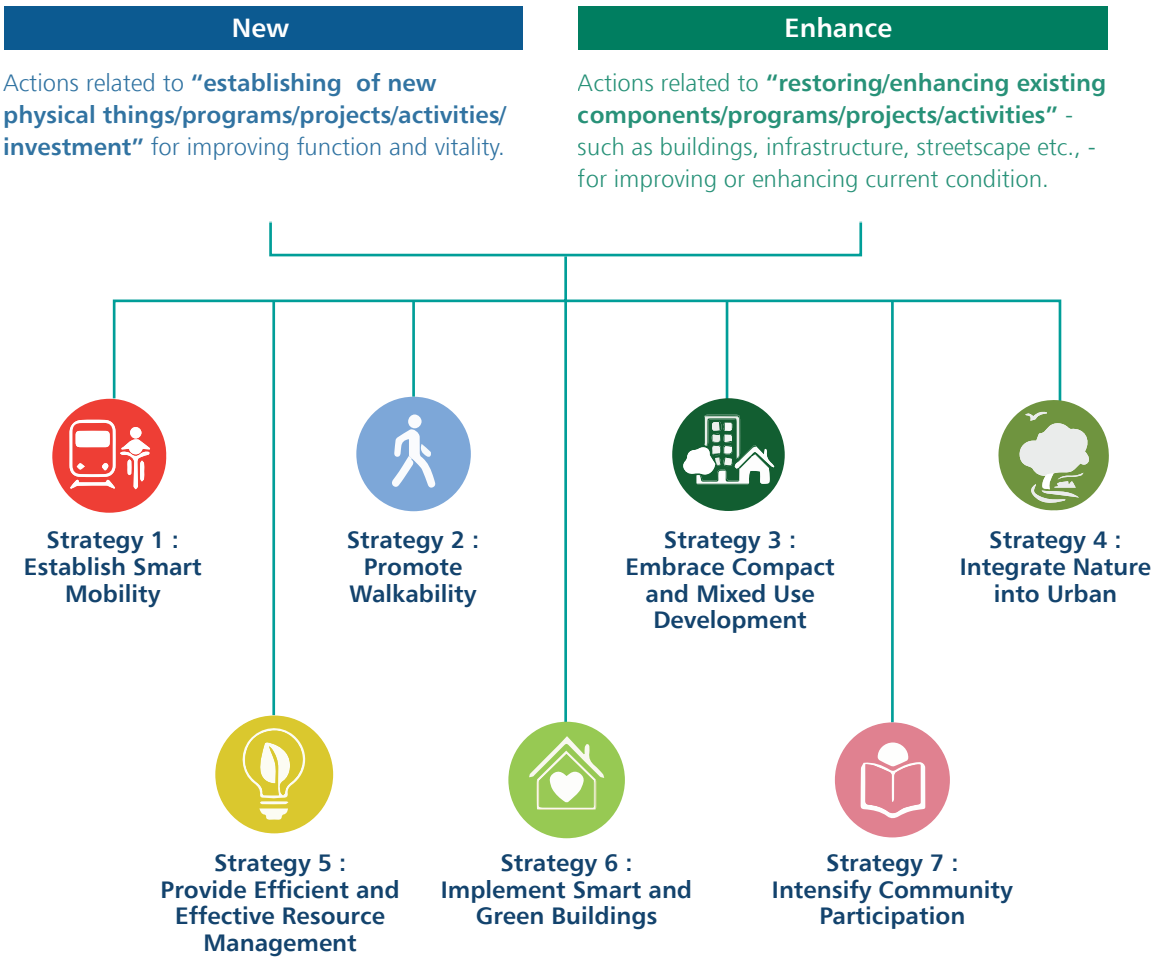 New
Actions related to “establishing of new
physical things/programs/projects/activities/
investment” for improving function and vitality.
Enhance
Actions related to “restoring/enhancing existing
components/programs/projects/activities” -
such as buildings, infrastructure, streetscape etc., -
for improving or enhancing current condition.
Strategy 1 :
Establish Smart
Mobility
Strategy 2 :
Promote
Walkability
Strategy 3 :
Embrace Compact
and Mixed Use
Development
Strategy 4 :
Integrate Nature
into Urban
Strategy 5 :
Provide Efficient and
Effective Resource
Management
Strategy 6 :
Implement Smart and
Green Buildings
Strategy 7 :
Intensify Community
Participation